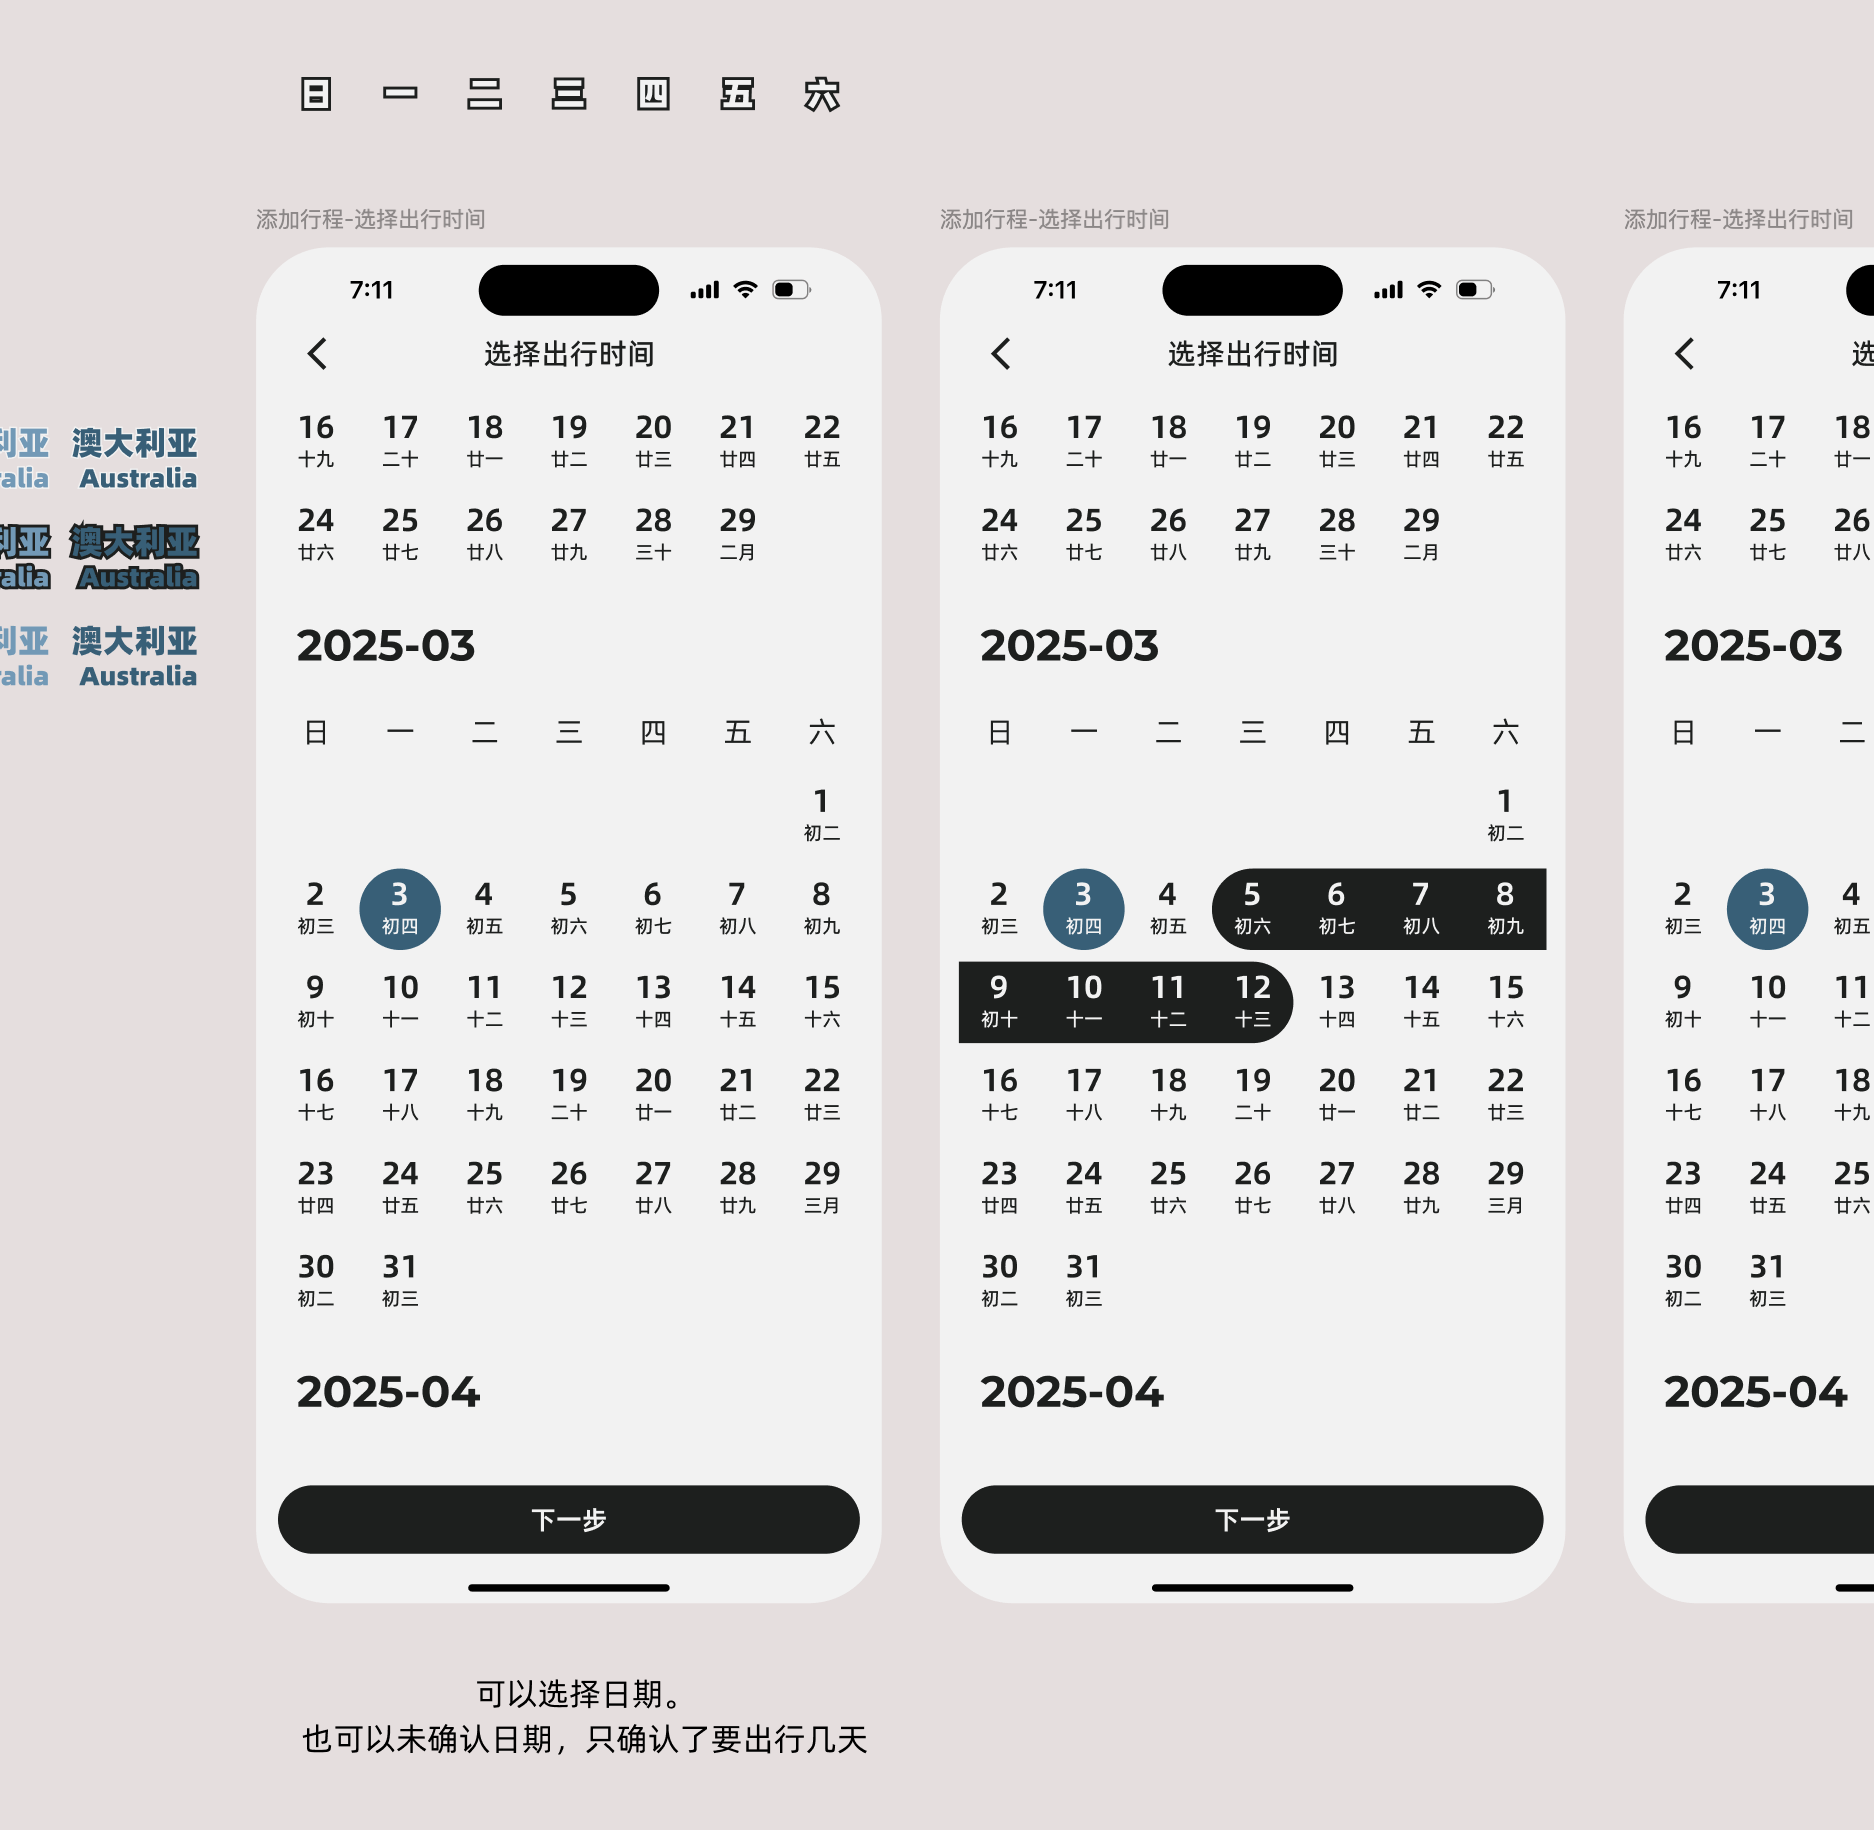 日 一 二 三 四 五 六
添加行程-选择出行时间
7:11
选择出行时间
16 17 18 19 20 21 22
十九 二十 廿一 廿二 廿三 廿四 廿五
24 25 26 27 28 29
廿六 廿七 廿八 廿九 三十 二月
2025-03
日 一 二 三 四 五 六
1
初二
2 3 4 5 6 7 8
初三 初四 初五 初六 初七 初八 初九
9 10 11 12 13 14 15
初十 十一 十二 十三 十四 十五 十六
16 17 18 19 20 21 22
十七 十八 十九 二十 廿一 廿二 廿三
23 24 25 26 27 28 29
廿四 廿五 廿六 廿七 廿八 廿九 三月
30 31
初二 初三
2025-04
下一步
可以选择日期。
也可以未确认日期，只确认了要出行几天
添加行程-选择出行时间
7:11
选择出行时间
16 17 18 19 20 21 22
十九 二十 廿一 廿二 廿三 廿四 廿五
24 25 26 27 28 29
廿六 廿七 廿八 廿九 三十 二月
2025-03
日 一 二 三 四 五 六
1
初二
2 3 4 5 6 7 8
初三 初四 初五 初六 初七 初八 初九
9 10 11 12 13 14 15
初十 十一 十二 十三 十四 十五 十六
16 17 18 19 20 21 22
十七 十八 十九 二十 廿一 廿二 廿三
23 24 25 26 27 28 29
廿四 廿五 廿六 廿七 廿八 廿九 三月
30 31
初二 初三
2025-04
下一步
添加行程-选择出行时间
7:11
选
16 17 18
十九 二十 廿一
24 25 26
廿六 廿七 廿八
2025-03
日 一 二
2 3 4
初三 初四 初五
9 10 11
初十 十一 十二
16 17 18
十七 十八 十九
23 24 25
廿四 廿五 廿六
30 31
初二 初三
2025-04
利亚 澳大利亚
alia Australia
利亚 澳大利亚
alia Australia
利亚 澳大利亚
alia Australia